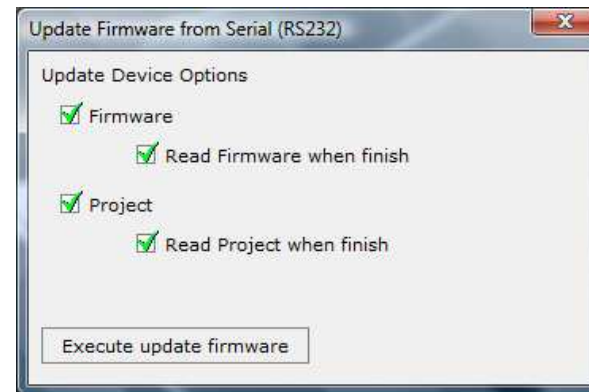 Update Firmware from Serial (RS232)
Update Device Options
Firmware
Read Firmware when finish
Project
Read Project when finish
Execute update firmware